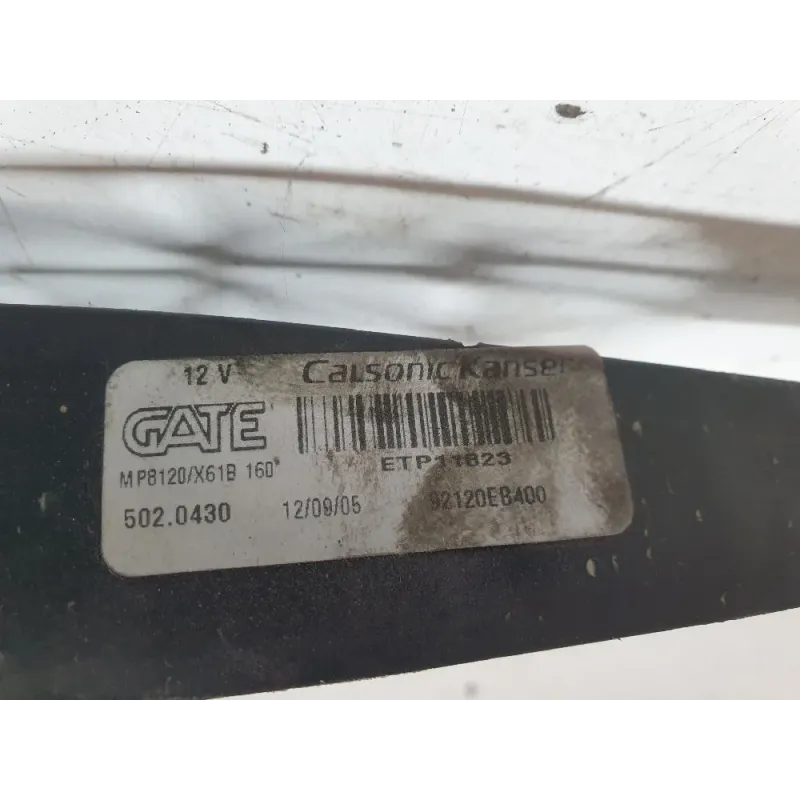 12 V CALSONIC Kansei
GATE
MP8120/X61B 160°
ETP11823
502.0430 12/09/05 92120EB400